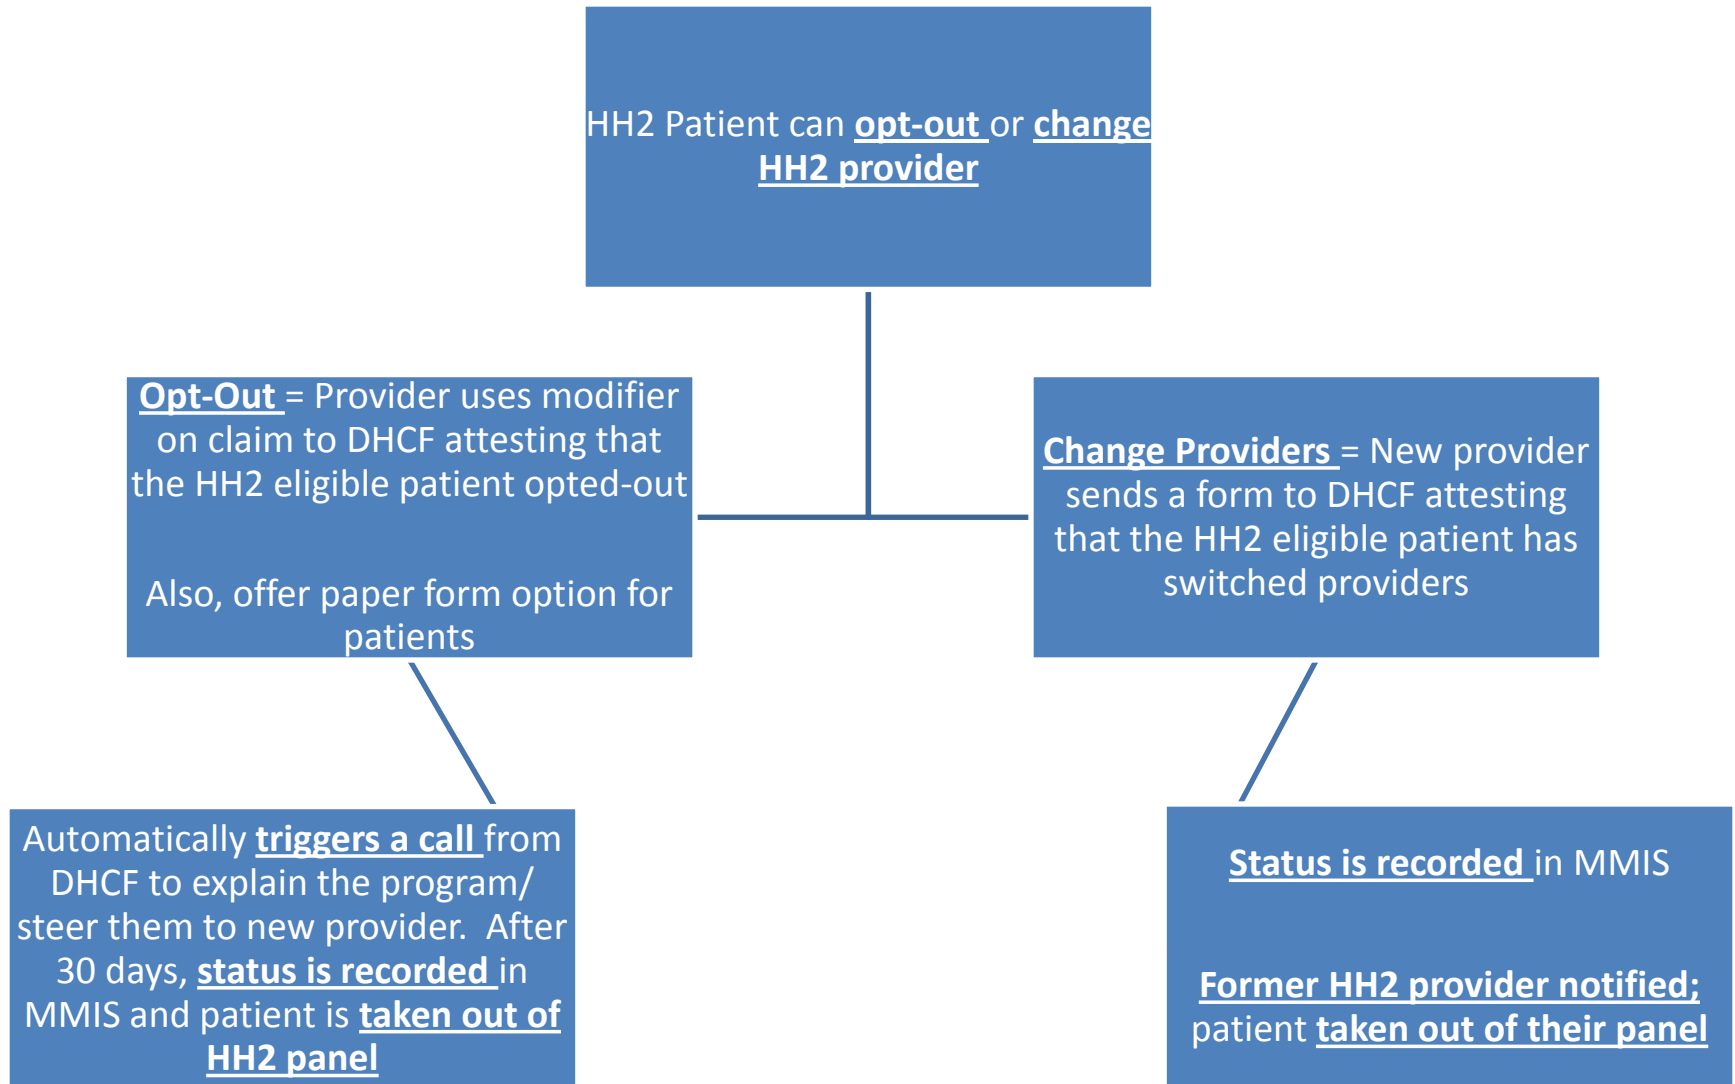 HH2 Patient can opt-out or change
HH2 provider
Opt-Out = Provider uses modifier
on claim to DHCF attesting that
the HH2 eligible patient opted-out
Also, offer paper form option for
patients
Change Providers = New provider
sends a form to DHCF attesting
that the HH2 eligible patient has
switched providers
Automatically triggers a call from
DHCF to explain the program/
steer them to new provider.  After
30 days, status is recorded in
MMIS and patient is taken out of
HH2 panel
Status is recorded in MMIS
Former HH2 provider notified;
patient taken out of their panel